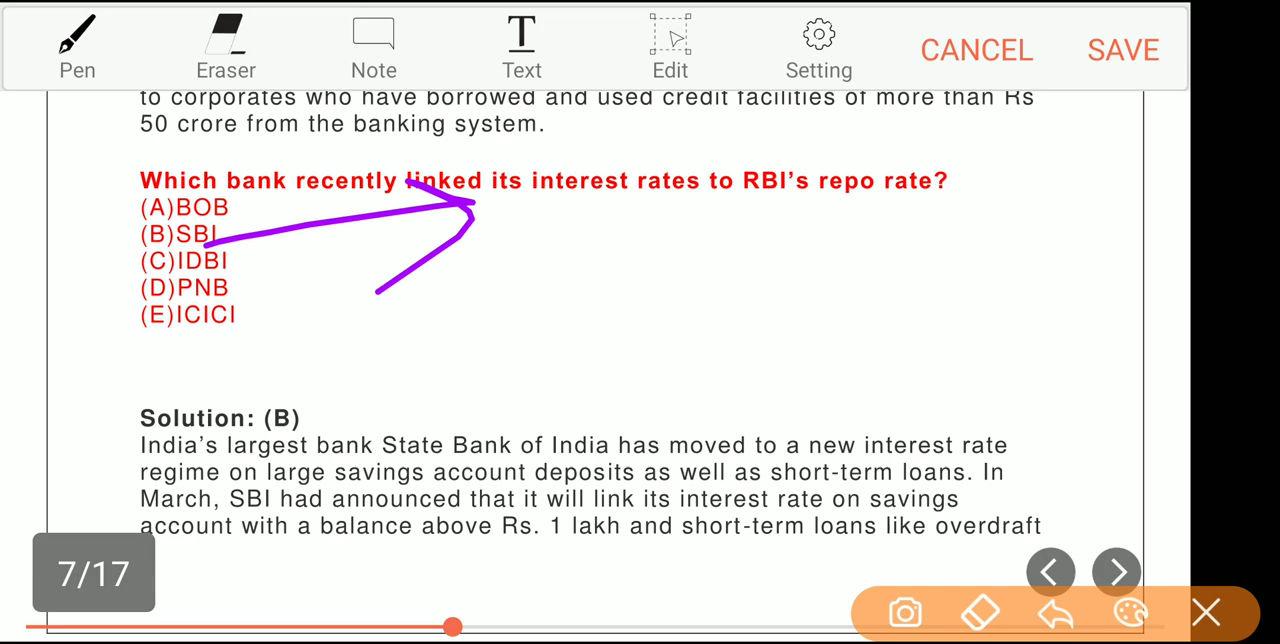 Pen
Eraser
Note
Text
Edit
Setting
CANCEL
SAVE
to corporates who have borrowed and used credit facilities of more than Rs
50 crore from the banking system.
Which bank recently linked its interest rates to RBI’s repo rate?
(A)BOB
(B)SBI
(C)IDBI
(D)PNB
(E)ICICI
Solution: (B)
India’s largest bank State Bank of India has moved to a new interest rate
regime on large savings account deposits as well as short-term loans. In
March, SBI had announced that it will link its interest rate on savings
account with a balance above Rs. 1 lakh and short-term loans like overdraft
7/17